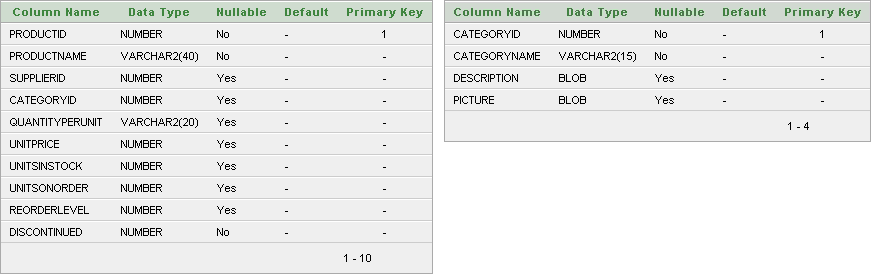 Column Name Data Type Nullable Default Primary Key
PRODUCTID NUMBER No - 1
PRODUCTNAME VARCHAR2(40) No - -
SUPPLIERID NUMBER Yes - -
CATEGORYID NUMBER Yes - -
QUANTITYPERUNIT VARCHAR2(20) Yes - -
UNITPRICE NUMBER Yes - -
UNITSINSTOCK NUMBER Yes - -
UNITSONORDER NUMBER Yes - -
REORDERLEVEL NUMBER Yes - -
DISCONTINUED NUMBER No - -
1 - 10
Column Name Data Type Nullable Default Primary Key
CATEGORYID NUMBER No - 1
CATEGORYNAME VARCHAR2(15) No - -
DESCRIPTION BLOB Yes - -
PICTURE BLOB Yes - -
1 - 4